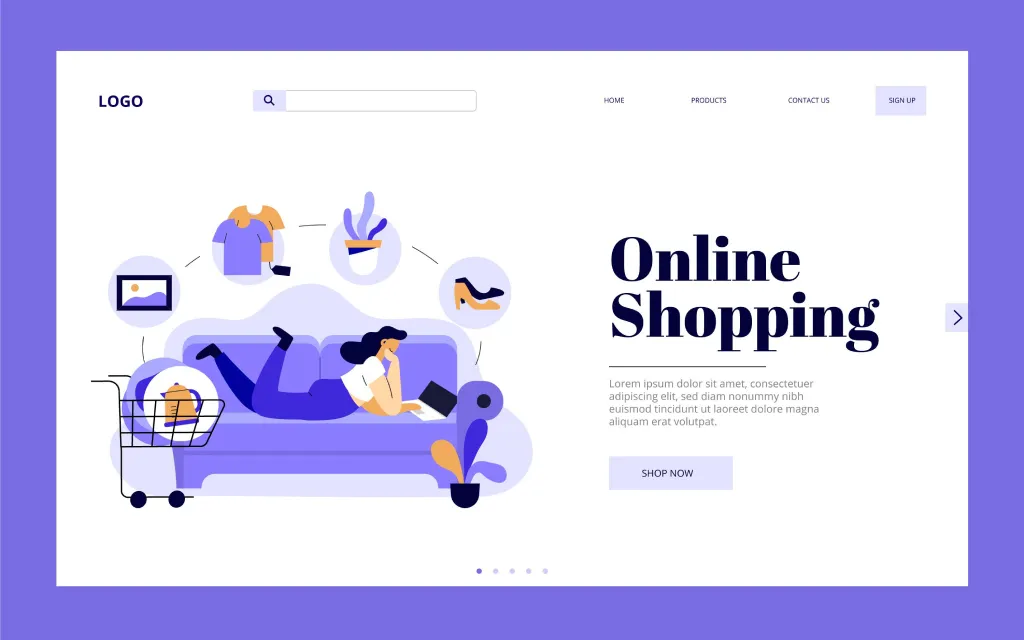 LOGO
HOME
PRODUCTS
CONTACT US
SIGN UP
Online
Shopping
Lorem ipsum dolor sit amet, consectetuer
adipiscing elit, sed diam nonummy nibh
euismod tincidunt ut laoreet dolore magna
aliquam erat volutpat.
SHOP NOW